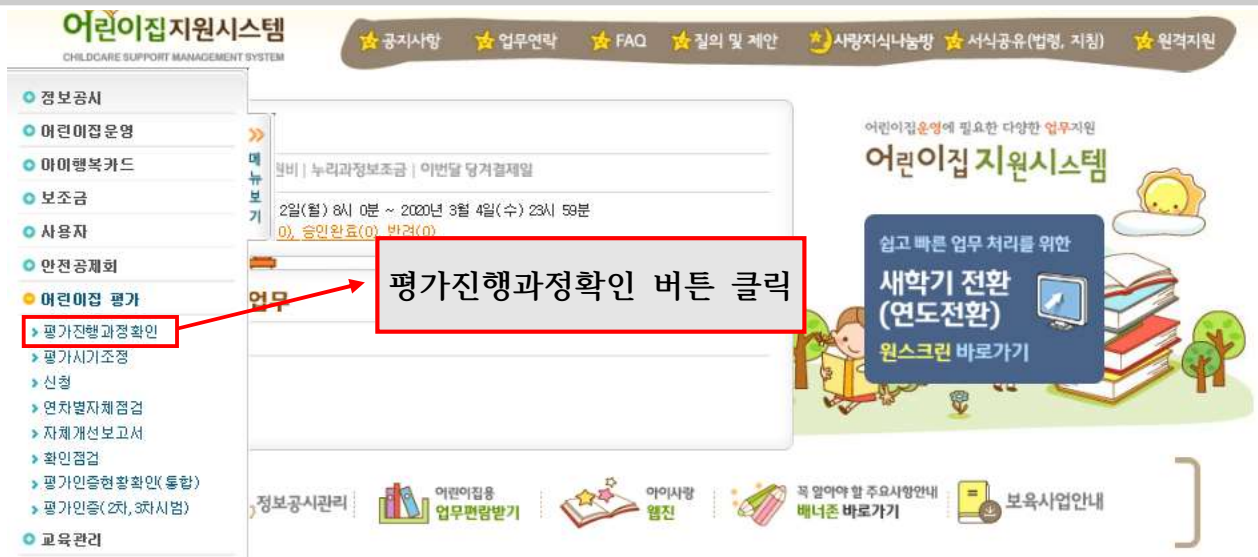 어린이집지원시스템
CHILDCARE SUPPORT MANAGEMENT SYSTEM
공지사항 업무연락 FAQ 질의 및 제안 사랑지식나눔방 서식공유(법령, 지침) 원격지원
정보공시
어린이집운영
아이행복카드
보조금
사용자
안전공제회
어린이집 평가
평가진행과정확인
평가시기조정
신청
연차별자체점검
자체개선보고서
확인점검
평가인증현황확인(통합)
평가인증(2차,3차시범)
교육관리
메뉴보기
원비 | 누리과정보조금 | 이번달 당겨결제일
2일(월) 8시 0분 ~ 2020년 3월 4일(수) 23시 59분
0), 승인완료(0), 반려(0)
업무
평가진행과정확인 버튼 클릭
어린이집운영에 필요한 다양한 업무지원
어린이집 지원시스템
쉽고 빠른 업무 처리를 위한
새학기 전환
(연도전환)
원스크린 바로가기
정보공시관리
어린이집용
업무편람받기
아이사랑
웹진
꼭 알아야 할 주요사항안내
배너존 바로가기
보육사업안내